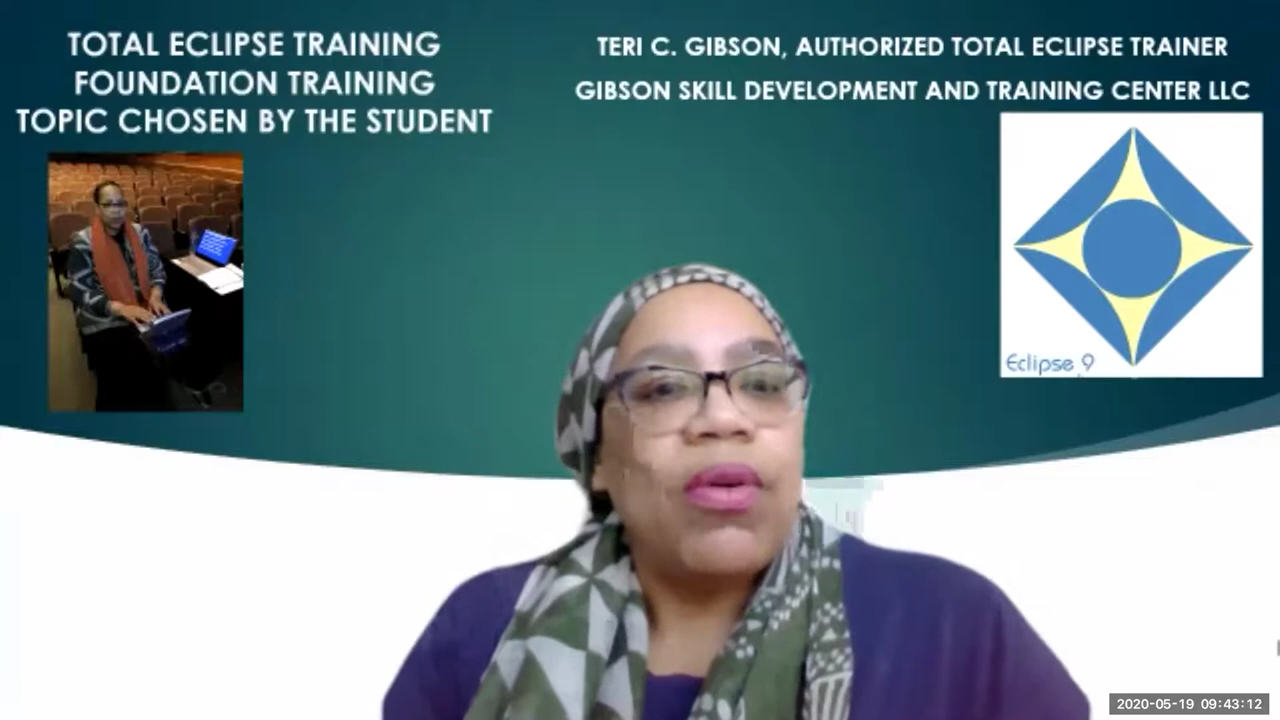 TOTAL ECLIPSE TRAINING
FOUNDATION TRAINING
TOPIC CHOSEN BY THE STUDENT
TERI C. GIBSON, AUTHORIZED TOTAL ECLIPSE TRAINER
GIBSON SKILL DEVELOPMENT AND TRAINING CENTER LLC
Eclipse 9
2020-05-19 09:43:12